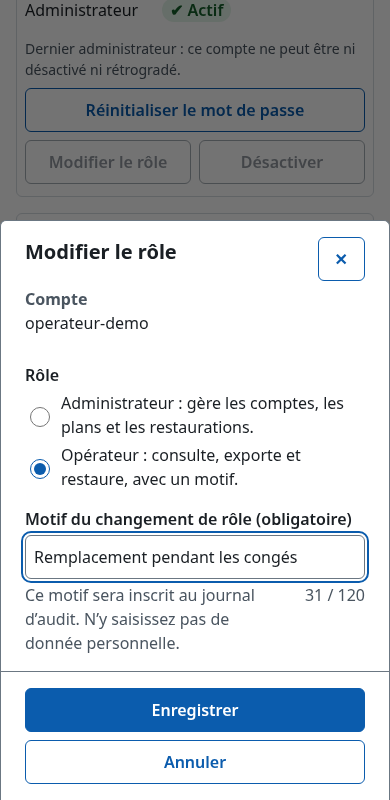 Administrateur ✔ Actif
Dernier administrateur : ce compte ne peut être ni
désactivé ni rétrogradé.
Réinitialiser le mot de passe
Modifier le rôle Désactiver
Modifier le rôle ×
Compte
operateur-demo
Rôle
Administrateur : gère les comptes, les
plans et les restaurations.
Opérateur : consulte, exporte et
restaure, avec un motif.
Motif du changement de rôle (obligatoire)
Remplacement pendant les congés
Ce motif sera inscrit au journal 31 / 120
d’audit. N’y saisissez pas de
donnée personnelle.
Enregistrer
Annuler